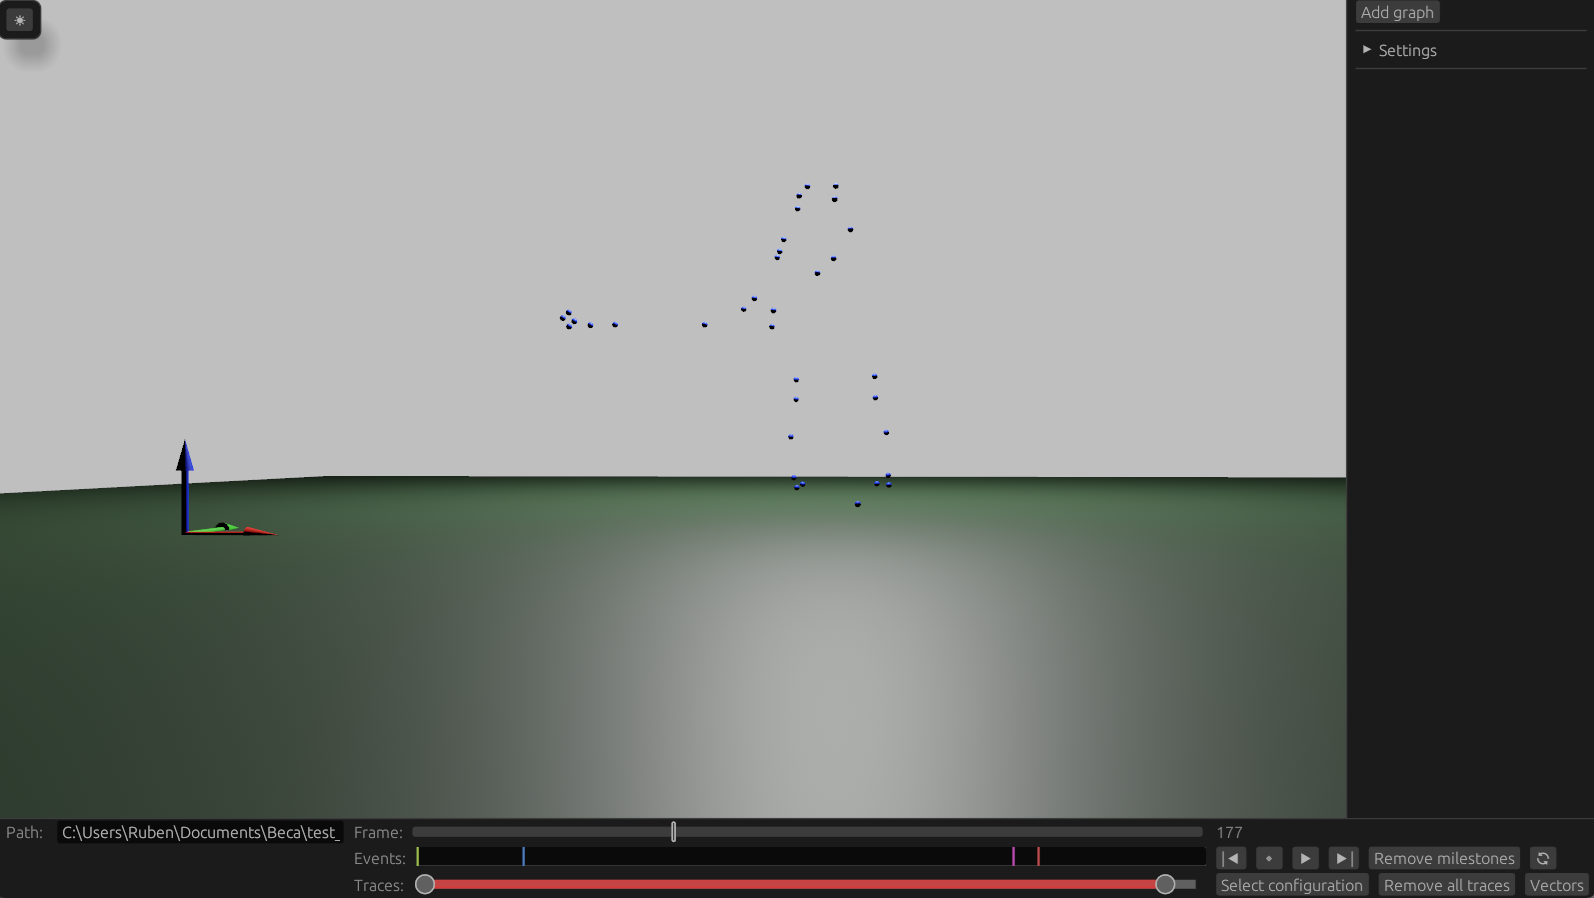 Add graph
Settings
Path: C:\Users\Ruben\Documents\Beca\test_ Frame: 177
Events: Remove milestones
Traces: Select configuration Remove all traces Vectors